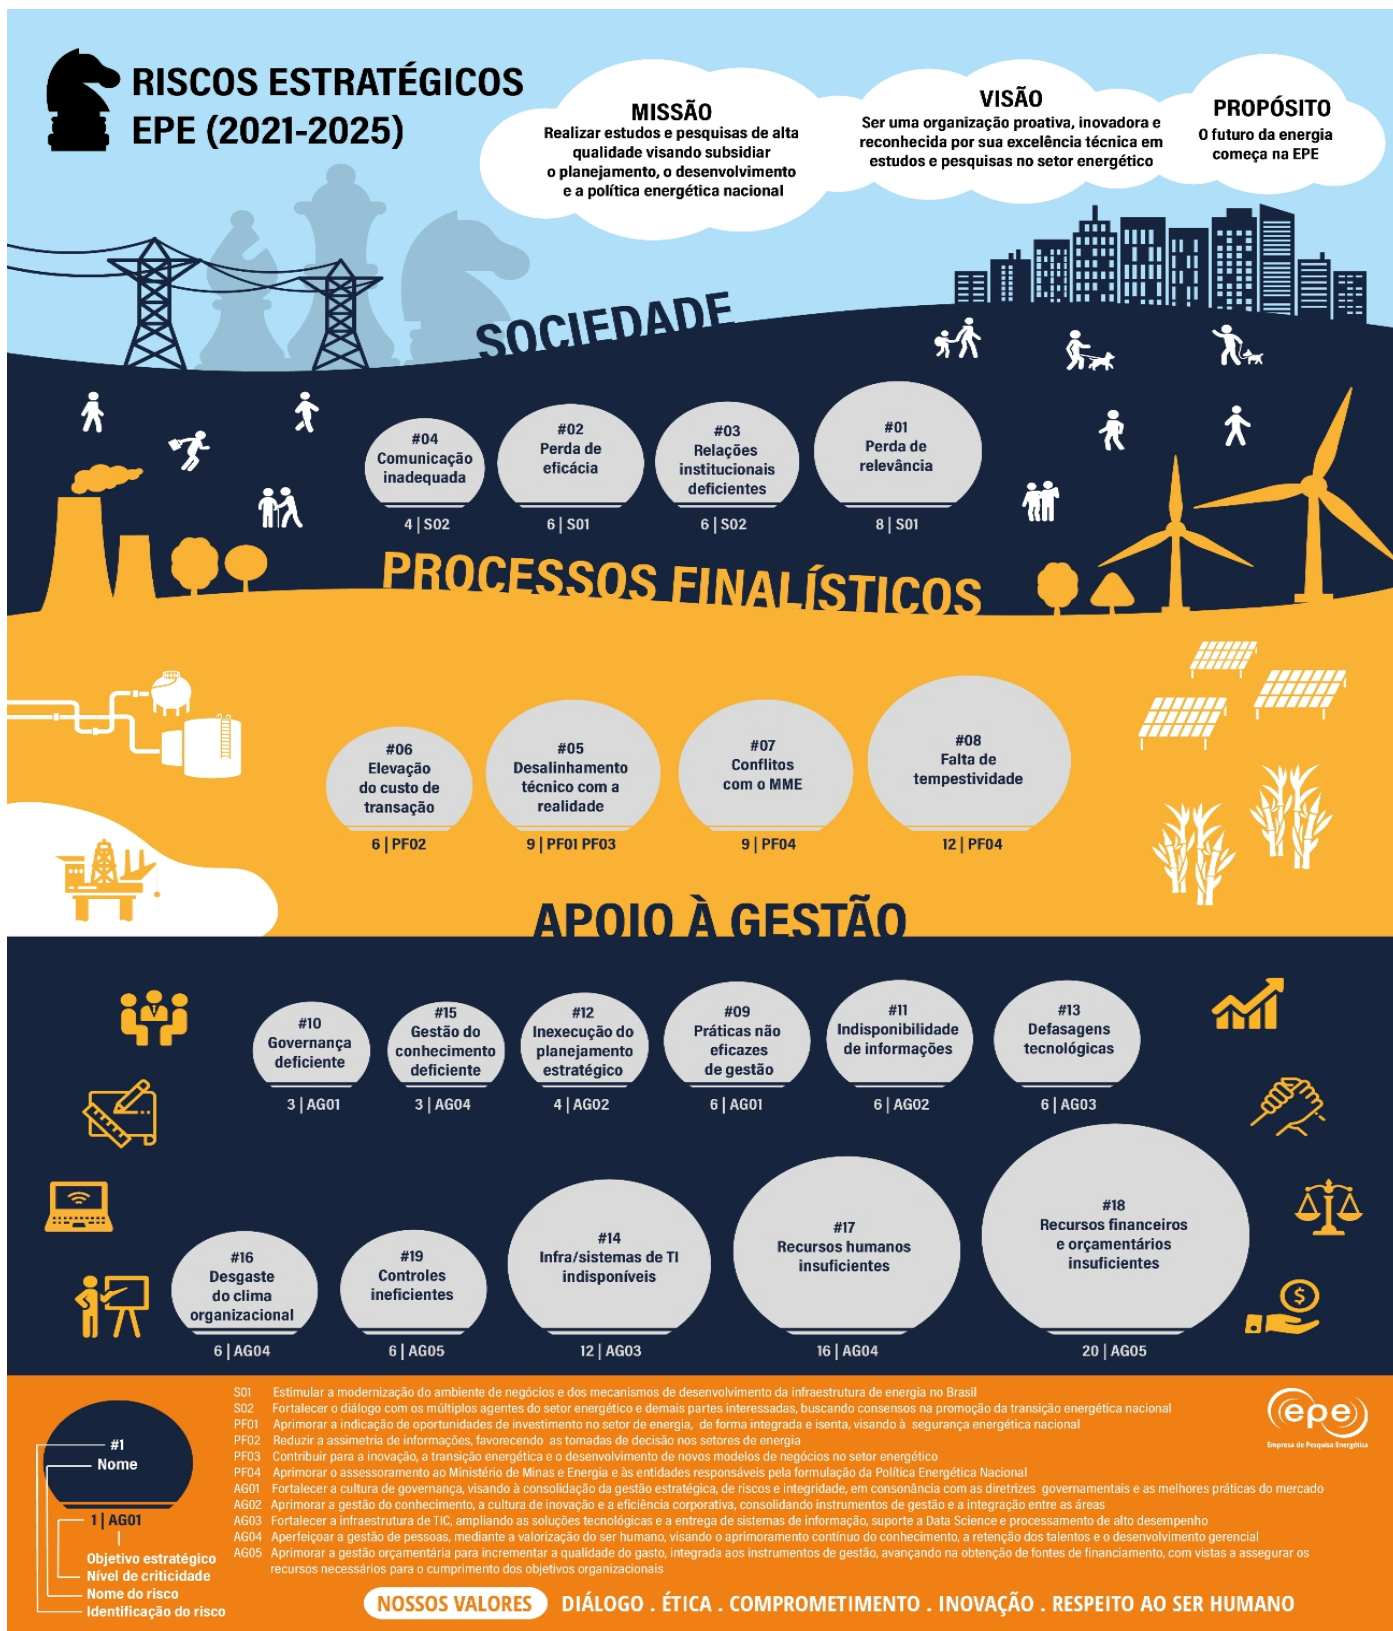 RISCOS ESTRATÉGICOS
EPE (2021-2025)
MISSÃO
Realizar estudos e pesquisas de alta
qualidade visando subsidiar
o planejamento, o desenvolvimento
e a política energética nacional
VISÃO
Ser uma organização proativa, inovadora e
reconhecida por sua excelência técnica em
estudos e pesquisas no setor energético
PROPÓSITO
O futuro da energia
começa na EPE
SOCIEDADE
#04
Comunicação
inadequada
4 | S02
#02
Perda de
eficácia
6 | S01
#03
Relações
institucionais
deficientes
6 | S02
#01
Perda de
relevância
8 | S01
PROCESSOS FINALÍSTICOS
#06
Elevação
do custo de
transação
6 | PF02
#05
Desalinhamento
técnico com a
realidade
9 | PF01 PF03
#07
Conflitos
com o MME
9 | PF04
#08
Falta de
tempestividade
12 | PF04
APOIO À GESTÃO
#10
Governança
deficiente
3 | AG01
#15
Gestão do
conhecimento
deficiente
3 | AG04
#12
Inexecução do
planejamento
estratégico
4 | AG02
#09
Práticas não
eficazes
de gestão
6 | AG01
#11
Indisponibilidade
de informações
6 | AG02
#13
Defasagens
tecnológicas
6 | AG03
#16
Desgaste
do clima
organizacional
6 | AG04
#19
Controles
ineficientes
6 | AG05
#14
Infra/sistemas de TI
indisponíveis
12 | AG03
#17
Recursos humanos
insuficientes
16 | AG04
#18
Recursos financeiros
e orçamentários
insuficientes
20 | AG05
#1
Nome
1 | AG01
Objetivo estratégico
Nível de criticidade
Nome do risco
Identificação do risco
S01 Estimular a modernização do ambiente de negócios e dos mecanismos de desenvolvimento da infraestrutura de energia no Brasil
S02 Fortalecer o diálogo com os múltiplos agentes do setor energético e demais partes interessadas, buscando consensos na promoção da transição energética nacional
PF01 Aprimorar a indicação de oportunidades de investimento no setor de energia, de forma integrada e isenta, visando à segurança energética nacional
PF02 Reduzir a assimetria de informações, favorecendo as tomadas de decisão nos setores de energia
PF03 Contribuir para a inovação, a transição energética e o desenvolvimento de novos modelos de negócios no setor energético
PF04 Aprimorar o assessoramento ao Ministério de Minas e Energia e às entidades responsáveis pela formulação da Política Energética Nacional
AG01 Fortalecer a cultura de governança, visando à consolidação da gestão estratégica, de riscos e integridade, em consonância com as diretrizes governamentais e as melhores práticas do mercado
AG02 Aprimorar a gestão do conhecimento, a cultura de inovação e a eficiência corporativa, consolidando instrumentos de gestão e a integração entre as áreas
AG03 Fortalecer a infraestrutura de TIC, ampliando as soluções tecnológicas e a entrega de sistemas de informação, suporte a Data Science e processamento de alto desempenho
AG04 Aperfeiçoar a gestão de pessoas, mediante a valorização do ser humano, visando o aprimoramento contínuo do conhecimento, a retenção dos talentos e o desenvolvimento gerencial
AG05 Aprimorar a gestão orçamentária para incrementar a qualidade do gasto, integrada aos instrumentos de gestão, avançando na obtenção de fontes de financiamento, com vistas a assegurar os
recursos necessários para o cumprimento dos objetivos organizacionais
epe
Empresa de Pesquisa Energética
NOSSOS VALORES DIÁLOGO . ÉTICA . COMPROMETIMENTO . INOVAÇÃO . RESPEITO AO SER HUMANO
$